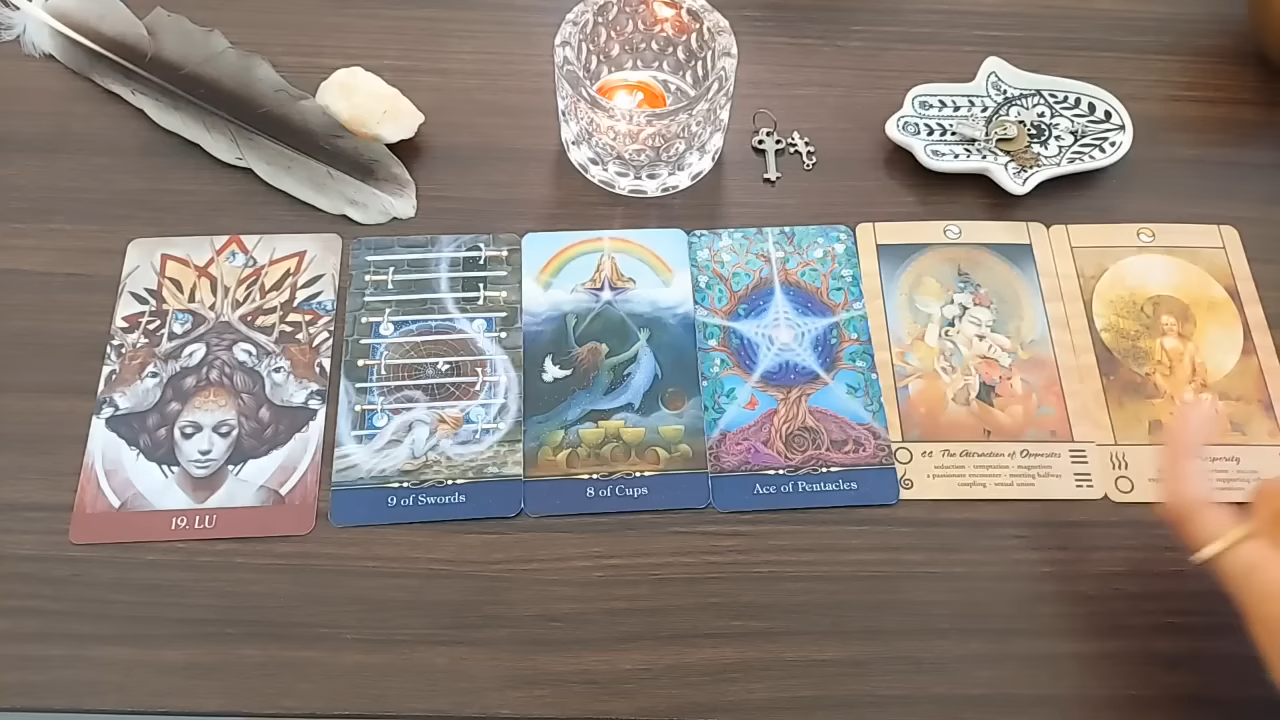 19. LU
9 of Swords
8 of Cups
Ace of Pentacles
44 The Attraction of Opposites
seduction - temptation - magnetism
a passionate encounter - meeting halfway
coupling - sexual union